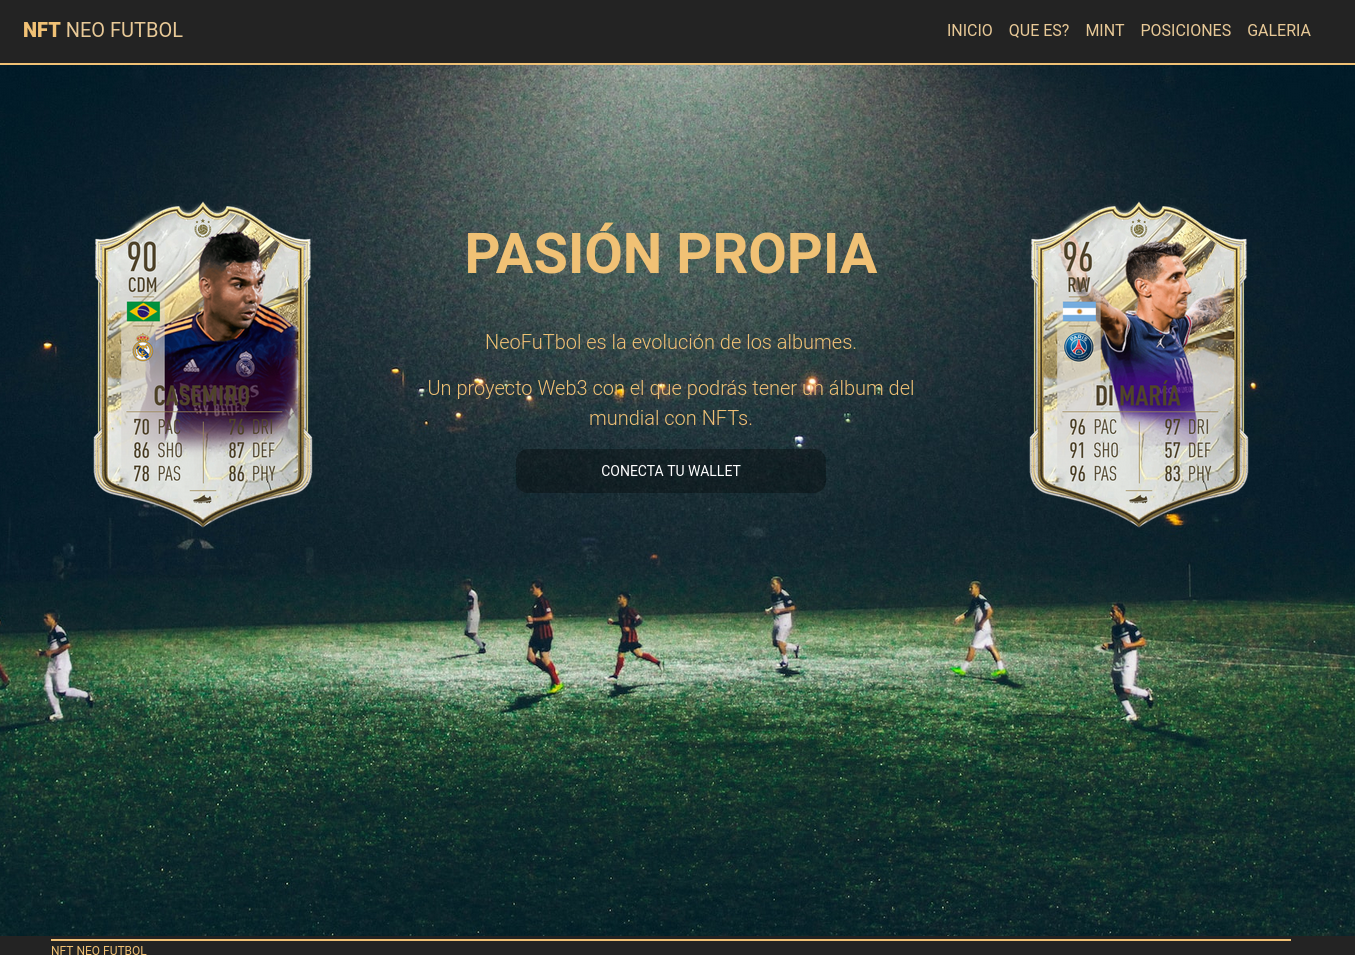 NFT NEO FUTBOL
INICIO QUE ES? MINT POSICIONES GALERIA
90
CDM
CASEMIRO
70 PAC 76 DRI
86 SHO 87 DEF
78 PAS 86 PHY
PASIÓN PROPIA
NeoFuTbol es la evolución de los albumes.
Un proyecto Web3 con el que podrás tener un álbum del
mundial con NFTs.
CONECTA TU WALLET
96
RW
DI MARÍA
96 PAC 97 DRI
91 SHO 57 DEF
96 PAS 83 PHY
NFT NEO FUTBOL